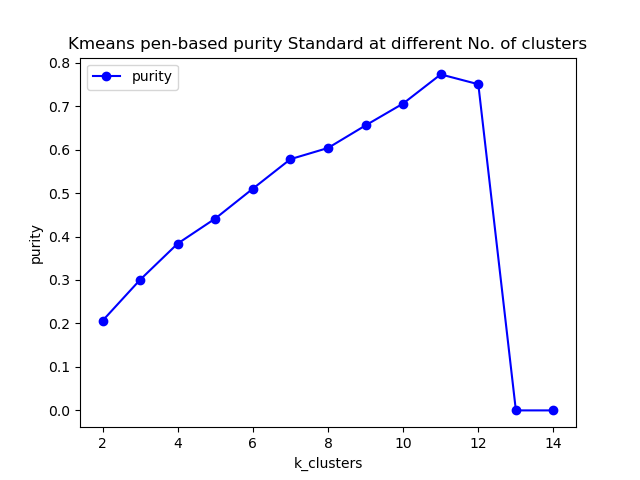 Kmeans pen-based purity Standard at different No. of clusters
purity
0.8
0.7
0.6
0.5
0.4
0.3
0.2
0.1
0.0
purity
2 4 6 8 10 12 14
k_clusters